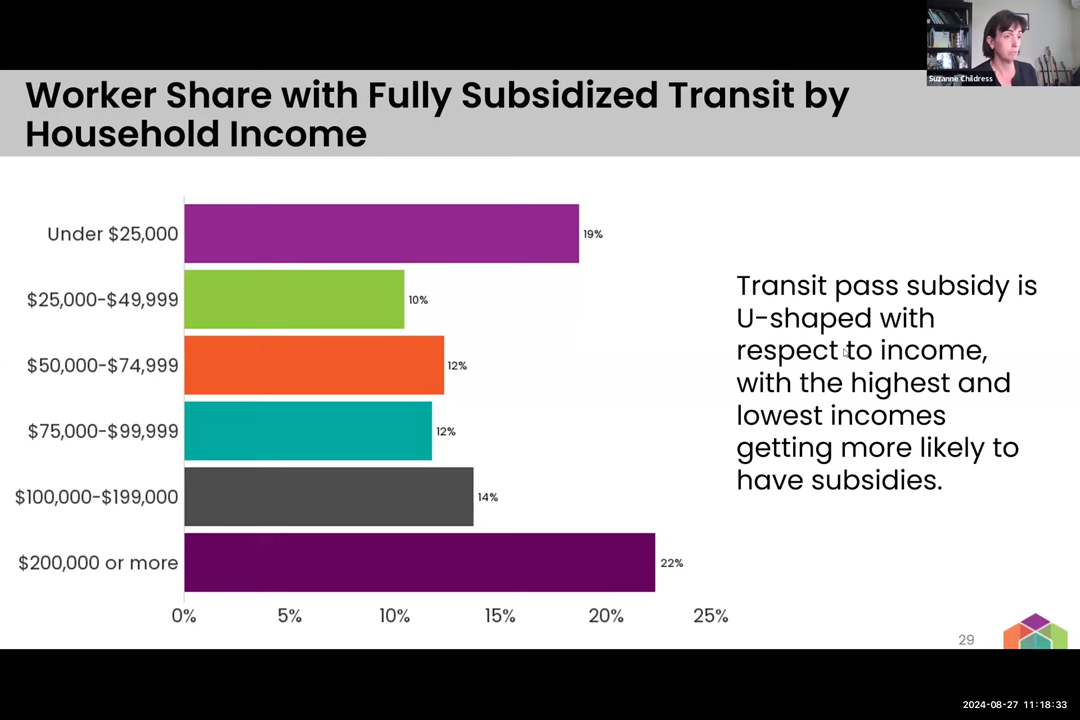 Suzanne Childress
Worker Share with Fully Subsidized Transit by
Household Income
Under $25,000
19%
$25,000-$49,999
10%
$50,000-$74,999
12%
$75,000-$99,999
12%
$100,000-$199,000
14%
$200,000 or more
22%
0% 5% 10% 15% 20% 25%
Transit pass subsidy is
U-shaped with
respect to income,
with the highest and
lowest incomes
getting more likely to
have subsidies.
29
2024-08-27 11:18:33